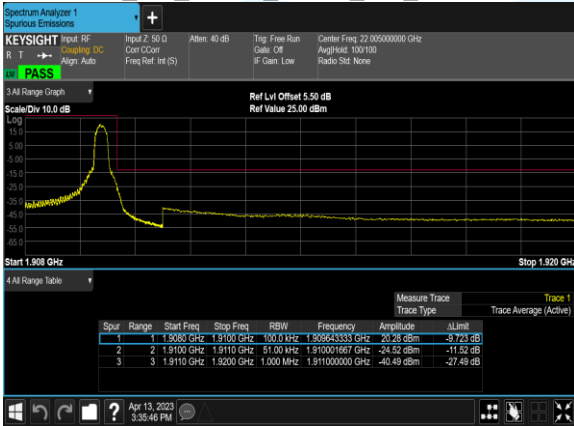 Spectrum Analyzer 1
Spurious Emissions
KEYSIGHT Input: RF Input Z: 50 Ω Atten: 40 dB Trig: Free Run Center Freq: 22.005000000 GHz
R T Coupling: DC Corr CCorr Gate: Off Avg|Hold: 100/100
Align: Auto Freq Ref: Int (S) IF Gain: Low Radio Std: None
PASS
3 All Range Graph
Ref Lvl Offset 5.50 dB
Scale/Div 10.0 dB Ref Value 25.00 dBm
Log
15.0
5.00
-5.00
-15.0
-25.0
-35.0
-45.0
-55.0
-65.0
Start 1.908 GHz Stop 1.920 GHz
4 All Range Table
Measure Trace Trace 1
Trace Type Trace Average (Active)
Spur Range Start Freq Stop Freq RBW Frequency Amplitude ΔLimit
1 1 1.9080 GHz 1.9100 GHz 100.0 kHz 1.909643333 GHz 20.28 dBm -9.723 dB
2 2 1.9100 GHz 1.9110 GHz 51.00 kHz 1.910001667 GHz -24.52 dBm -11.52 dB
3 3 1.9110 GHz 1.9200 GHz 1.000 MHz 1.911000000 GHz -40.49 dBm -27.49 dB
? Apr 13, 2023
3:35:46 PM